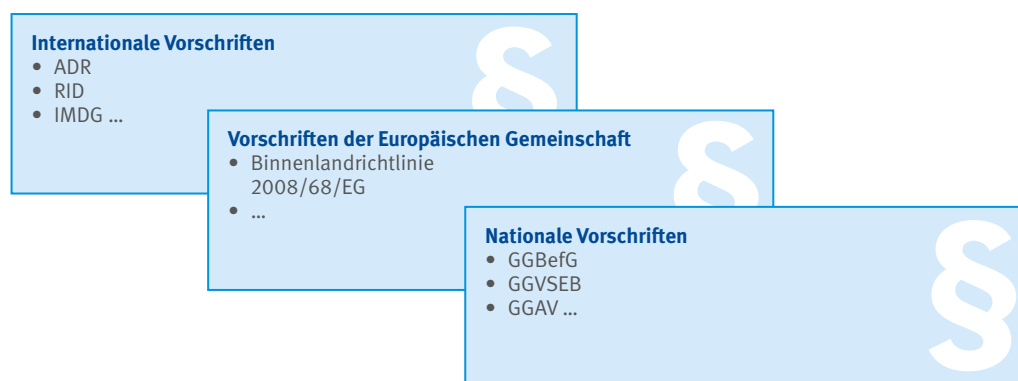 Internationale Vorschriften
• ADR
• RID
• IMDG ...
§
Vorschriften der Europäischen Gemeinschaft
• Binnenlandrichtlinie
2008/68/EG
• ...
§
Nationale Vorschriften
• GGBefG
• GGVSEB
• GGAV ...
§